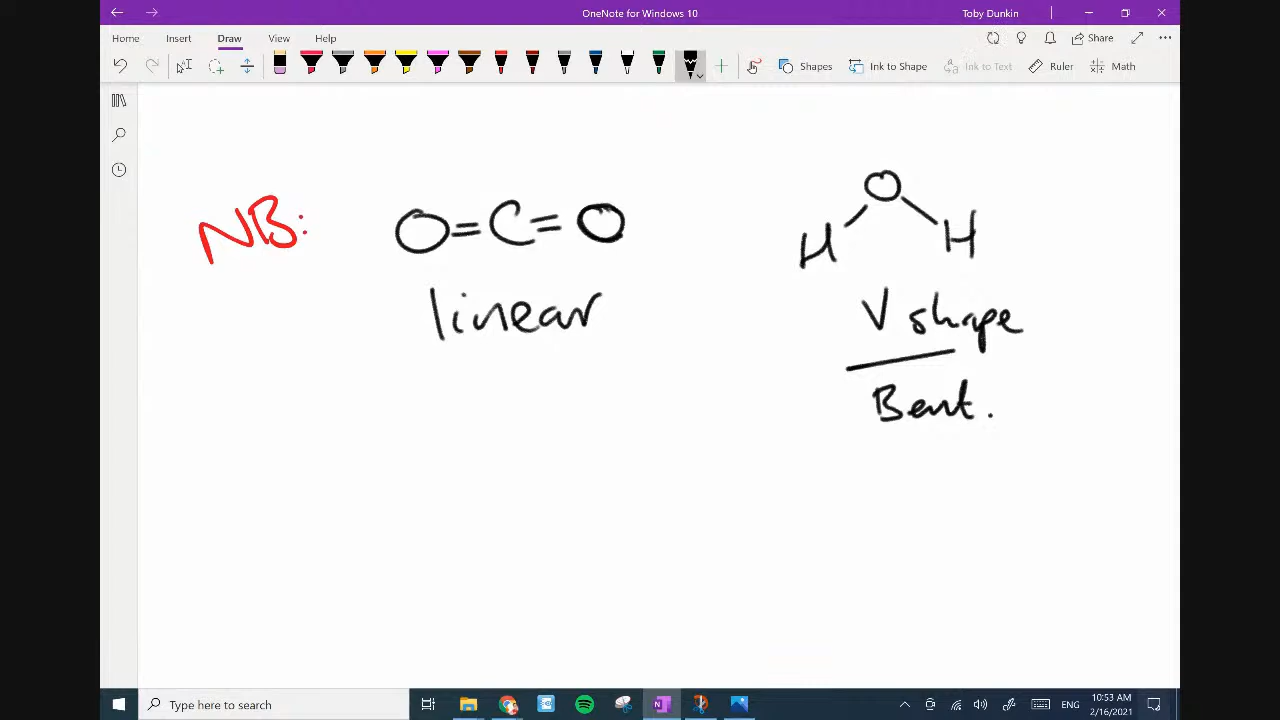 OneNote for Windows 10
Toby Dunkin
Home Insert Draw View Help
Share
Shapes Ink to Shape Ink to Text Ruler Math
NB:
O=C=O
linear
O
H H
V shape
Bent.
Type here to search
ENG
10:53 AM
2/16/2021